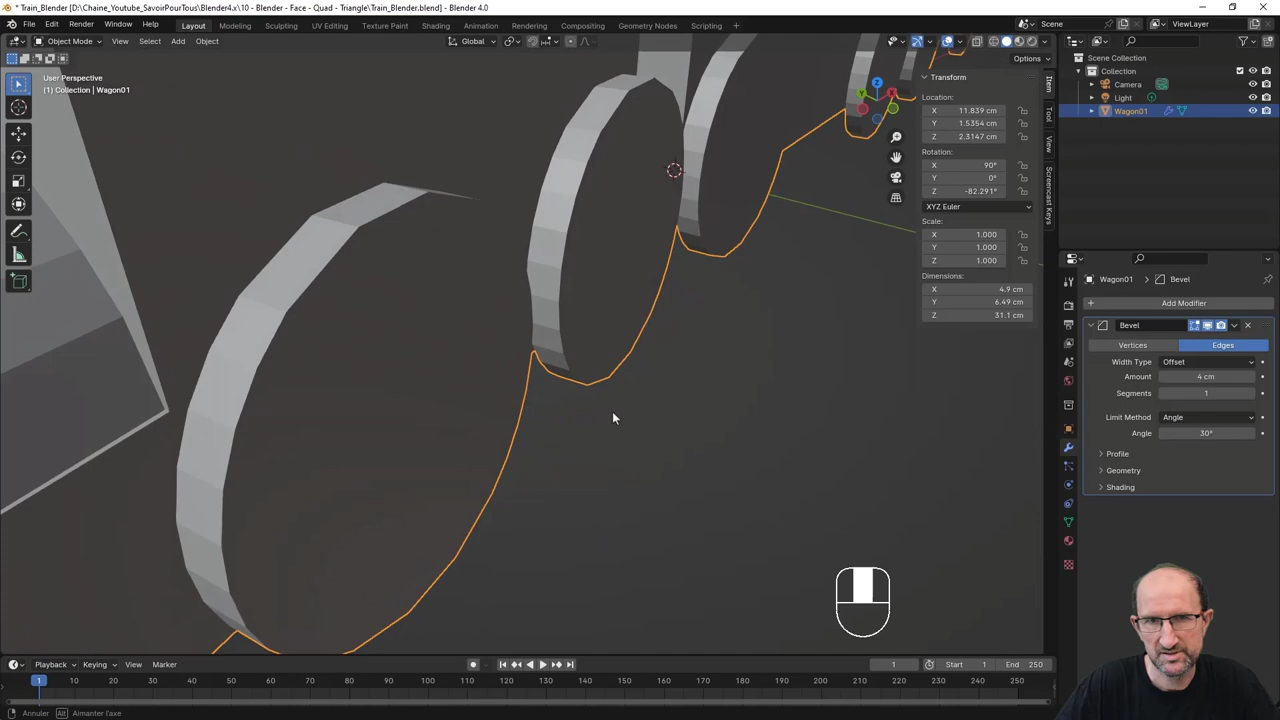 * Train_Blender [D:\Chaine_Youtube_SavoirPourTous\Blender4.x\10 - Blender - Face - Quad - Triangle\Train_Blender.blend] - Blender 4.0
File Edit Render Window Help Layout Modeling Sculpting UV Editing Texture Paint Shading Animation Rendering Compositing Geometry Nodes Scripting Scene ViewLayer
Object Mode View Select Add Object Global
Options
User Perspective
(1) Collection | Wagon01
Transform
Location:
X 11.839 cm
Y 1.5354 cm
Z 2.3147 cm
Rotation:
X 90°
Y 0°
Z -82.291°
XYZ Euler
Scale:
X 1.000
Y 1.000
Z 1.000
Dimensions:
X 4.9 cm
Y 6.49 cm
Z 31.1 cm
Item
Tool
View
Screencast Keys
Z
Y
X
Scene Collection
Collection
Camera
Light
Wagon01
Wagon01 > Bevel
Add Modifier
Bevel
Vertices Edges
Width Type Offset
Amount 4 cm
Segments 1
Limit Method Angle
Angle 30°
Profile
Geometry
Shading
Playback Keying View Marker 1 Start 1 End 250
1 10 20 30 40 50 60 70 80 90 100 110 120 130 140 150 160 170 180 190 200 210 220 230 240 250
Annuler Alt Aimanter l'axe